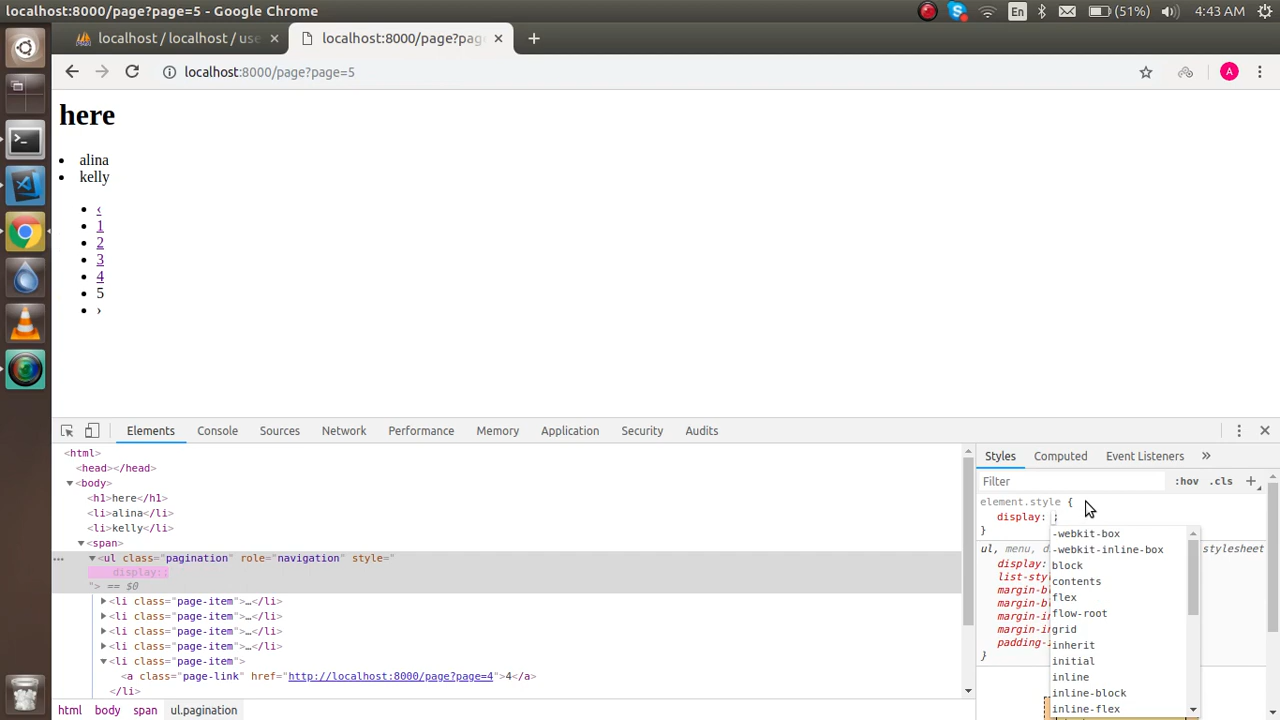 localhost:8000/page?page=5 - Google Chrome
En
(51%)
4:43 AM
localhost / localhost / use
localhost:8000/page?pag
localhost:8000/page?page=5
A
here
alina
kelly
‹
1
2
3
4
5
›
Elements Console Sources Network Performance Memory Application Security Audits
<html>
<head></head>
<body>
<h1>here</h1>
<li>alina</li>
<li>kelly</li>
<span>
<ul class="pagination" role="navigation" style="
display:;
"> == $0
<li class="page-item">…</li>
<li class="page-item">…</li>
<li class="page-item">…</li>
<li class="page-item">…</li>
<li class="page-item">
<a class="page-link" href="http://localhost:8000/page?page=4">4</a>
</li>
html body span ul.pagination
Styles Computed Event Listeners »
Filter :hov .cls +
element.style {
display: ;
}
ul, menu, d stylesheet
display:
list-sty
margin-b
margin-b
margin-in
margin-in
padding-
}
-webkit-box
-webkit-inline-box
block
contents
flex
flow-root
grid
inherit
initial
inline
inline-block
inline-flex